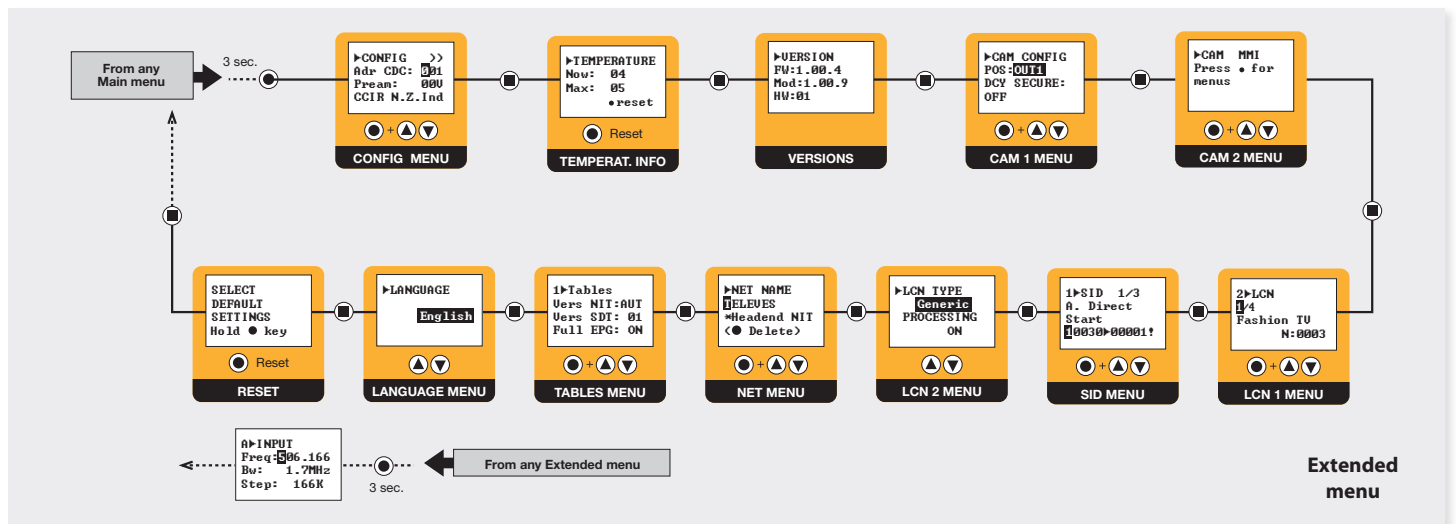 From any
Main menu
3 sec.
▶CONFIG >>
Adr CDC: 001
Pream: 00V
CCIR N.Z.Ind
+
CONFIG MENU
▶TEMPERATURE
Now: 04
Max: 05
●reset
Reset
TEMPERAT. INFO
▶VERSION
FW:1.00.4
Mod:1.00.9
HW:01
VERSIONS
▶CAM CONFIG
POS:OUT1
DCY SECURE:
OFF
+
CAM 1 MENU
▶CAM MMI
Press ● for
menus
+
CAM 2 MENU
SELECT
DEFAULT
SETTINGS
Hold ● key
Reset
RESET
▶LANGUAGE
English
LANGUAGE MENU
1▶Tables
Vers NIT:AUT
Vers SDT: 01
Full EPG: ON
+
TABLES MENU
▶NET NAME
TELEVES
*Headend NIT
(● Delete)
+
NET MENU
▶LCN TYPE
Generic
PROCESSING
ON
LCN 2 MENU
1▶SID 1/3
A. Direct
Start
10030▶00001!
+
SID MENU
2▶LCN
1/4
Fashion TV
N:0003
+
LCN 1 MENU
A▶INPUT
Freq:506.166
Bw: 1.7MHz
Step: 166K
3 sec.
From any Extended menu
Extended
menu